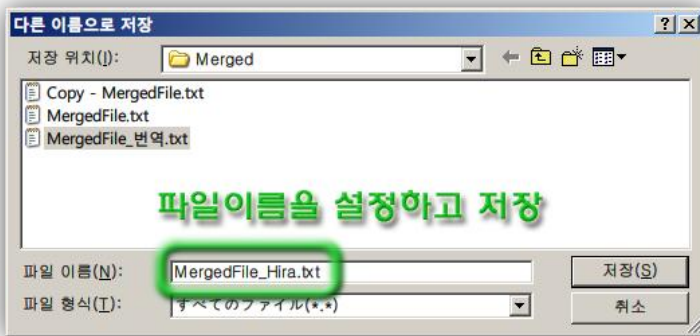 다른 이름으로 저장
저장 위치(I): Merged
Copy - MergedFile.txt
MergedFile.txt
MergedFile_번역.txt
파일이름을 설정하고 저장
파일 이름(N): MergedFile_Hira.txt 저장(S)
파일 형식(T): すべてのファイル(*.*) 취소